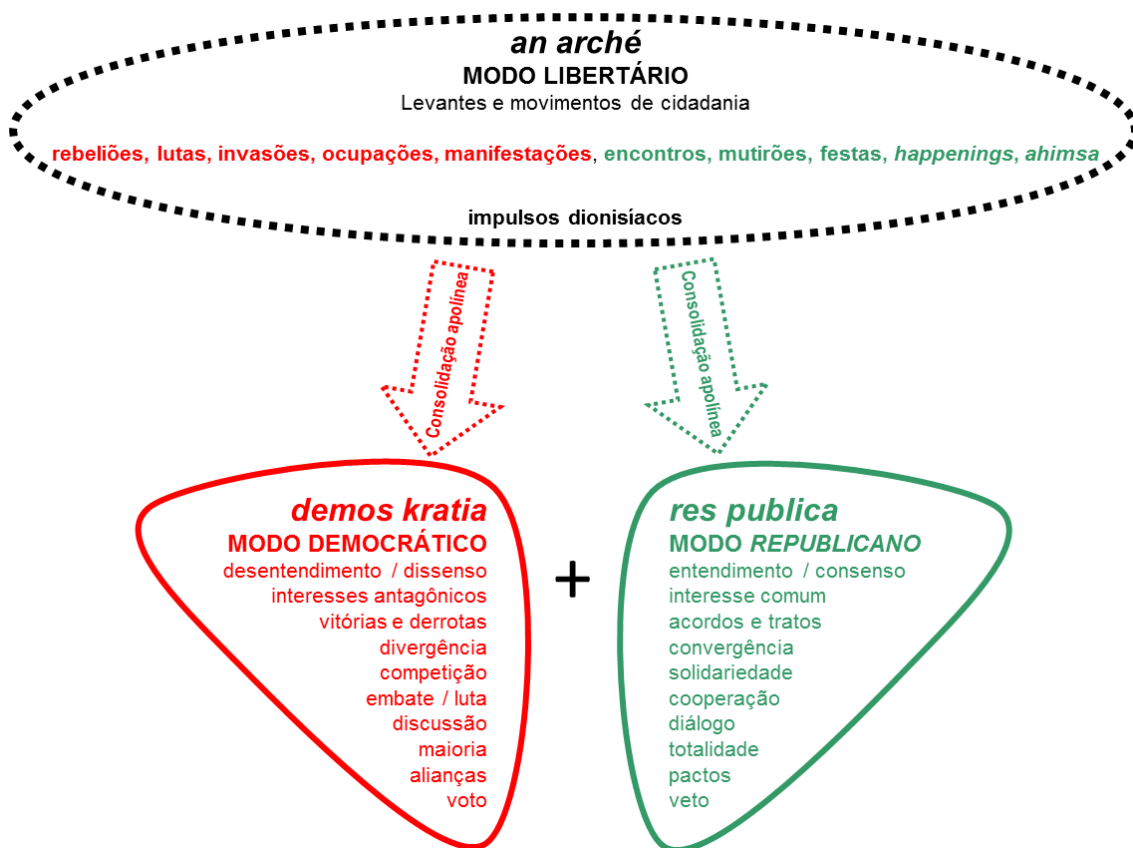 an arché
MODO LIBERTÁRIO
Levantes e movimentos de cidadania
rebeliões, lutas, invasões, ocupações, manifestações, encontros, mutirões, festas, happenings, ahimsa
impulsos dionisíacos
Consolidação apolínea
Consolidação apolínea
demos kratia
MODO DEMOCRÁTICO
desentendimento / dissenso
interesses antagônicos
vitórias e derrotas
divergência
competição
embate / luta
discussão
maioria
alianças
voto
+
res publica
MODO REPUBLICANO
entendimento / consenso
interesse comum
acordos e tratos
convergência
solidariedade
cooperação
diálogo
totalidade
pactos
veto